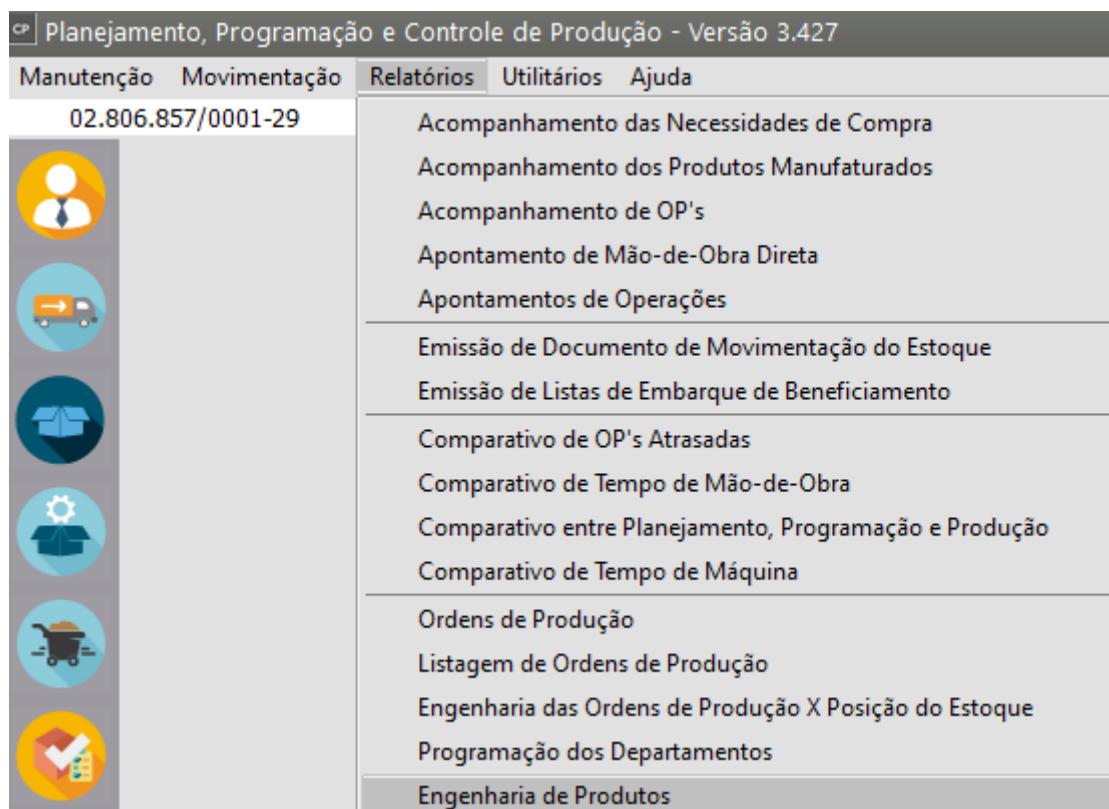 CP Planejamento, Programação e Controle de Produção - Versão 3.427
Manutenção Movimentação Relatórios Utilitários Ajuda
02.806.857/0001-29
Acompanhamento das Necessidades de Compra
Acompanhamento dos Produtos Manufaturados
Acompanhamento de OP's
Apontamento de Mão-de-Obra Direta
Apontamentos de Operações
Emissão de Documento de Movimentação do Estoque
Emissão de Listas de Embarque de Beneficiamento
Comparativo de OP's Atrasadas
Comparativo de Tempo de Mão-de-Obra
Comparativo entre Planejamento, Programação e Produção
Comparativo de Tempo de Máquina
Ordens de Produção
Listagem de Ordens de Produção
Engenharia das Ordens de Produção X Posição do Estoque
Programação dos Departamentos
Engenharia de Produtos